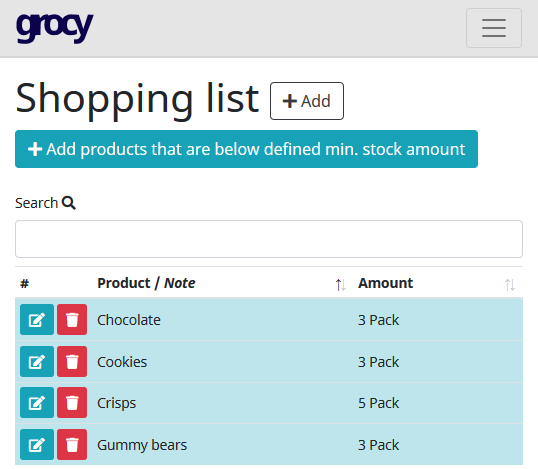 grocy
Shopping list + Add
+ Add products that are below defined min. stock amount
Search
# Product / Note Amount
Chocolate 3 Pack
Cookies 3 Pack
Crisps 5 Pack
Gummy bears 3 Pack